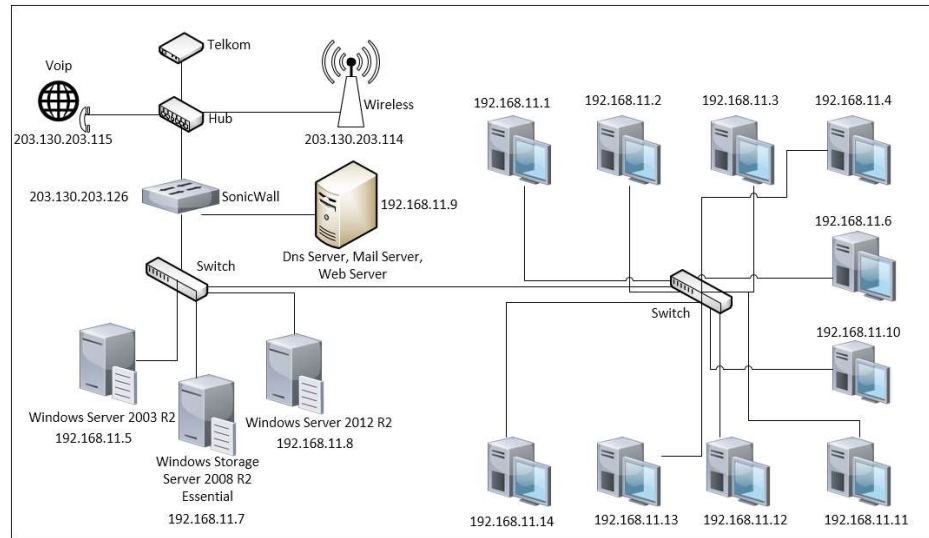 Telkom
Voip
Wireless
Hub
203.130.203.115
203.130.203.114
203.130.203.126
SonicWall
192.168.11.9
Dns Server, Mail Server,
Web Server
Switch
Windows Server 2003 R2
192.168.11.5
Windows Storage
Server 2008 R2
Essential
192.168.11.7
Windows Server 2012 R2
192.168.11.8
192.168.11.1
192.168.11.2
192.168.11.3
192.168.11.4
192.168.11.6
Switch
192.168.11.10
192.168.11.14
192.168.11.13
192.168.11.12
192.168.11.11